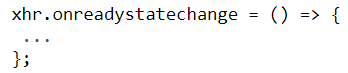 xhr.onreadystatechange = () => {
 ...
};